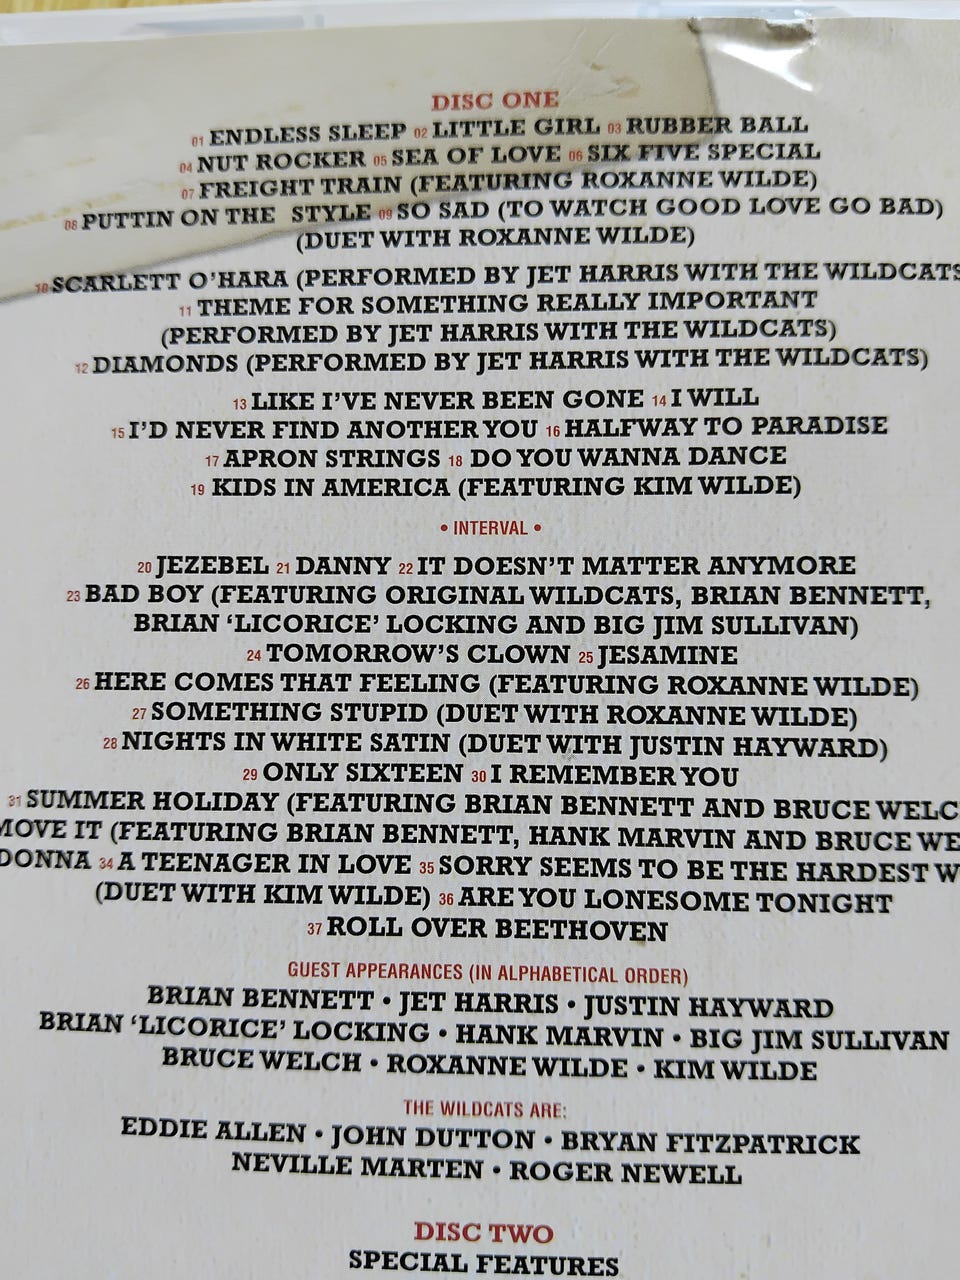 DISC ONE
01 ENDLESS SLEEP 02 LITTLE GIRL 03 RUBBER BALL
04 NUT ROCKER 05 SEA OF LOVE 06 SIX FIVE SPECIAL
07 FREIGHT TRAIN (FEATURING ROXANNE WILDE)
08 PUTTIN ON THE STYLE 09 SO SAD (TO WATCH GOOD LOVE GO BAD)
(DUET WITH ROXANNE WILDE)
10 SCARLETT O'HARA (PERFORMED BY JET HARRIS WITH THE WILDCATS
11 THEME FOR SOMETHING REALLY IMPORTANT
(PERFORMED BY JET HARRIS WITH THE WILDCATS)
12 DIAMONDS (PERFORMED BY JET HARRIS WITH THE WILDCATS)
13 LIKE I'VE NEVER BEEN GONE 14 I WILL
15 I'D NEVER FIND ANOTHER YOU 16 HALFWAY TO PARADISE
17 APRON STRINGS 18 DO YOU WANNA DANCE
19 KIDS IN AMERICA (FEATURING KIM WILDE)
• INTERVAL •
20 JEZEBEL 21 DANNY 22 IT DOESN'T MATTER ANYMORE
23 BAD BOY (FEATURING ORIGINAL WILDCATS, BRIAN BENNETT,
BRIAN 'LICORICE' LOCKING AND BIG JIM SULLIVAN)
24 TOMORROW'S CLOWN 25 JESAMINE
26 HERE COMES THAT FEELING (FEATURING ROXANNE WILDE)
27 SOMETHING STUPID (DUET WITH ROXANNE WILDE)
28 NIGHTS IN WHITE SATIN (DUET WITH JUSTIN HAYWARD)
29 ONLY SIXTEEN 30 I REMEMBER YOU
31 SUMMER HOLIDAY (FEATURING BRIAN BENNETT AND BRUCE WELC
MOVE IT (FEATURING BRIAN BENNETT, HANK MARVIN AND BRUCE WE
DONNA 34 A TEENAGER IN LOVE 35 SORRY SEEMS TO BE THE HARDEST W
(DUET WITH KIM WILDE) 36 ARE YOU LONESOME TONIGHT
37 ROLL OVER BEETHOVEN
GUEST APPEARANCES (IN ALPHABETICAL ORDER)
BRIAN BENNETT • JET HARRIS • JUSTIN HAYWARD
BRIAN 'LICORICE' LOCKING • HANK MARVIN • BIG JIM SULLIVAN
BRUCE WELCH • ROXANNE WILDE • KIM WILDE
THE WILDCATS ARE:
EDDIE ALLEN • JOHN DUTTON • BRYAN FITZPATRICK
NEVILLE MARTEN • ROGER NEWELL
DISC TWO
SPECIAL FEATURES